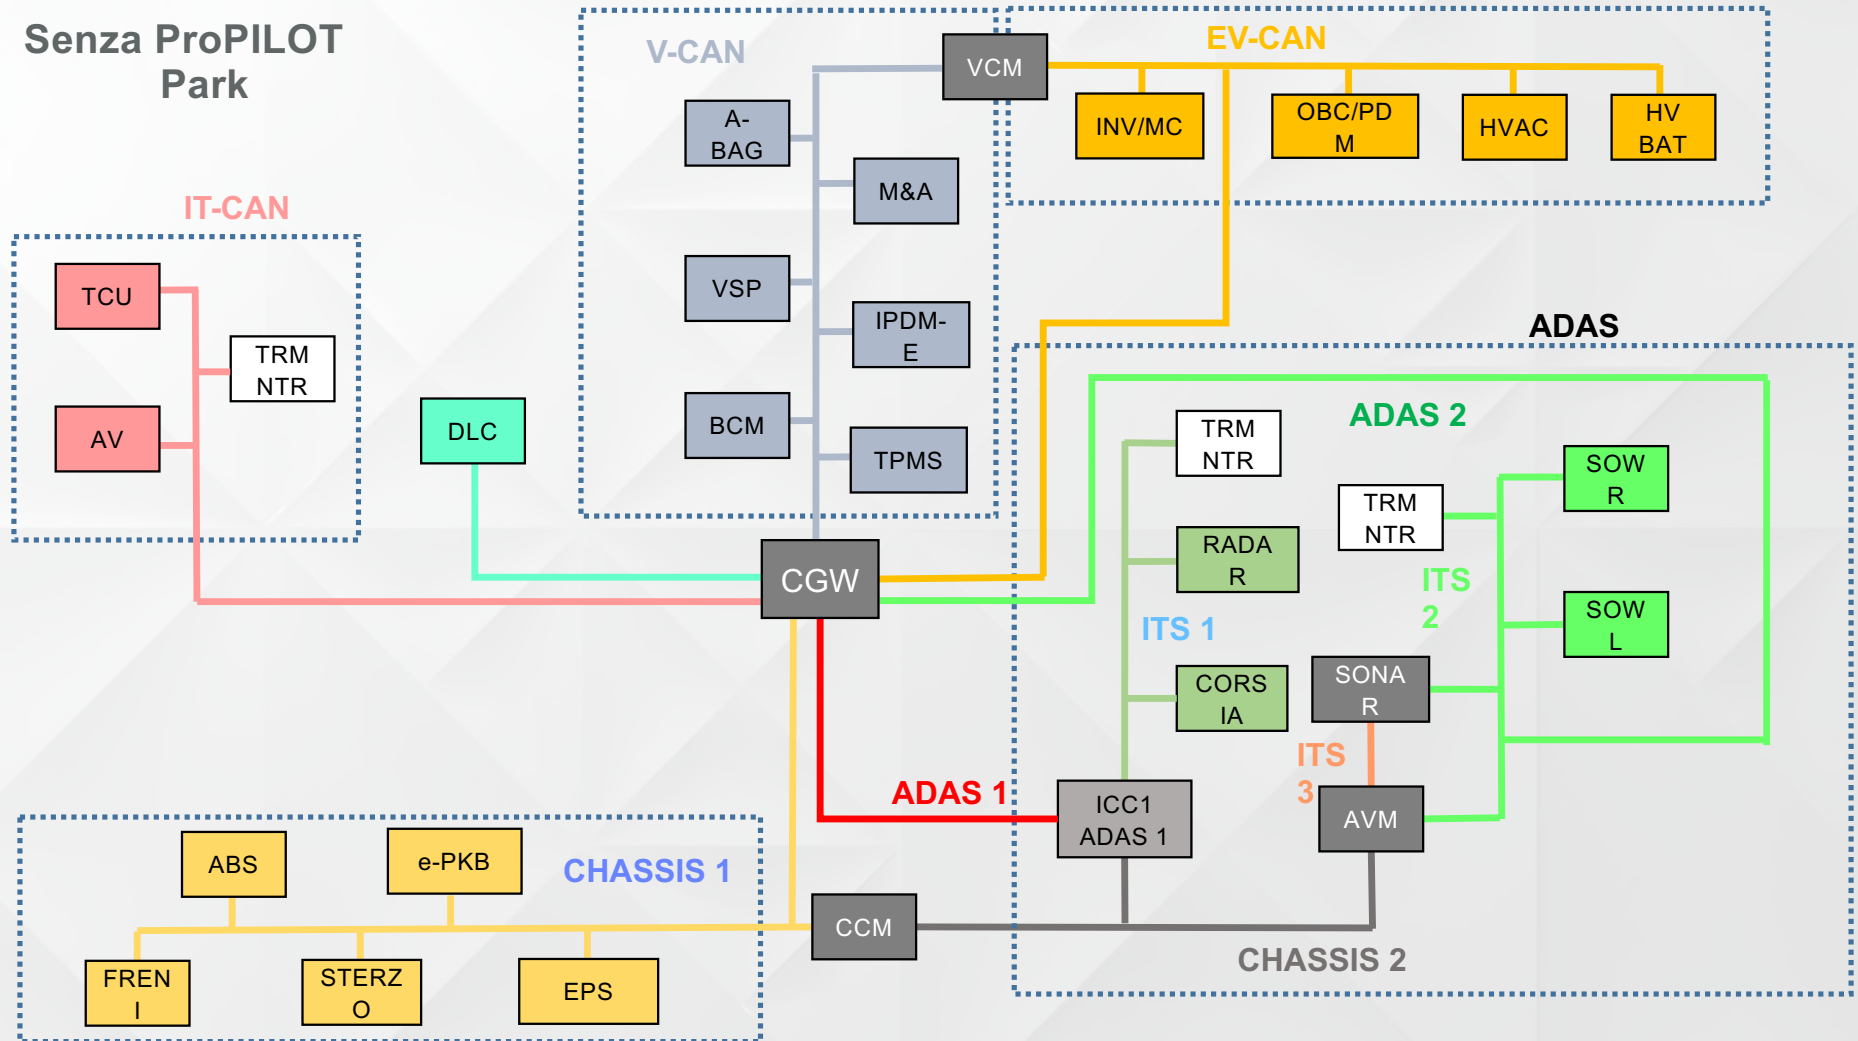 Senza ProPILOT
Park
V-CAN
EV-CAN
VCM
INV/MC
OBC/PD
M
HVAC
HV
BAT
A-
BAG
M&A
IT-CAN
TCU
VSP
IPDM-
E
TRM
NTR
ADAS
AV
DLC
BCM
TPMS
TRM
NTR
ADAS 2
SOW
R
TRM
NTR
CGW
RADA
R
ITS
2
SOW
L
ITS 1
CORS
IA
SONA
R
ITS
3
ADAS 1
ICC1
ADAS 1
AVM
ABS
e-PKB
CHASSIS 1
CCM
CHASSIS 2
FREN
I
STERZ
O
EPS